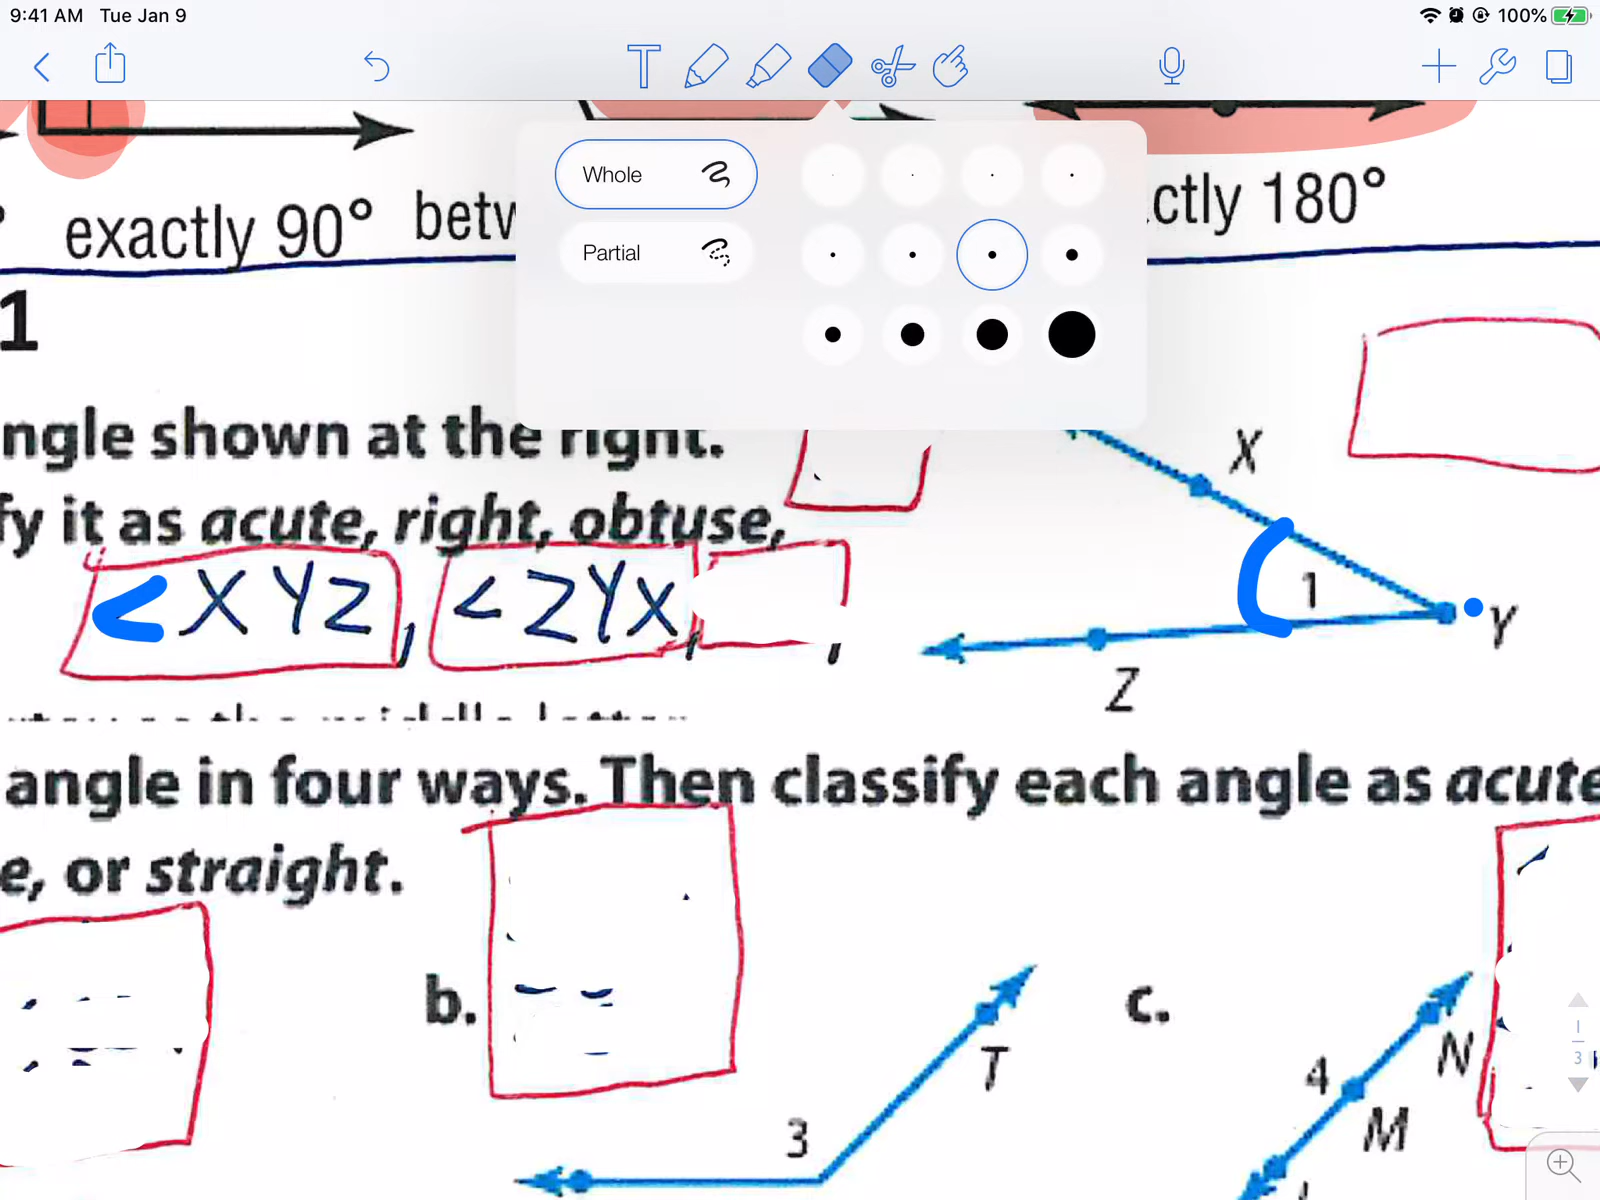 9:41 AM Tue Jan 9
100%
T
exactly 90°
Whole
ctly 180°
Partial
1
ngle shown at the right.
X
fy it as acute, right, obtuse,
<XYZ, <ZYX, ,
1
Y
Z
angle in four ways. Then classify each angle as acute
e, or straight.
b.
T
c.
N
4
M
3
1
3